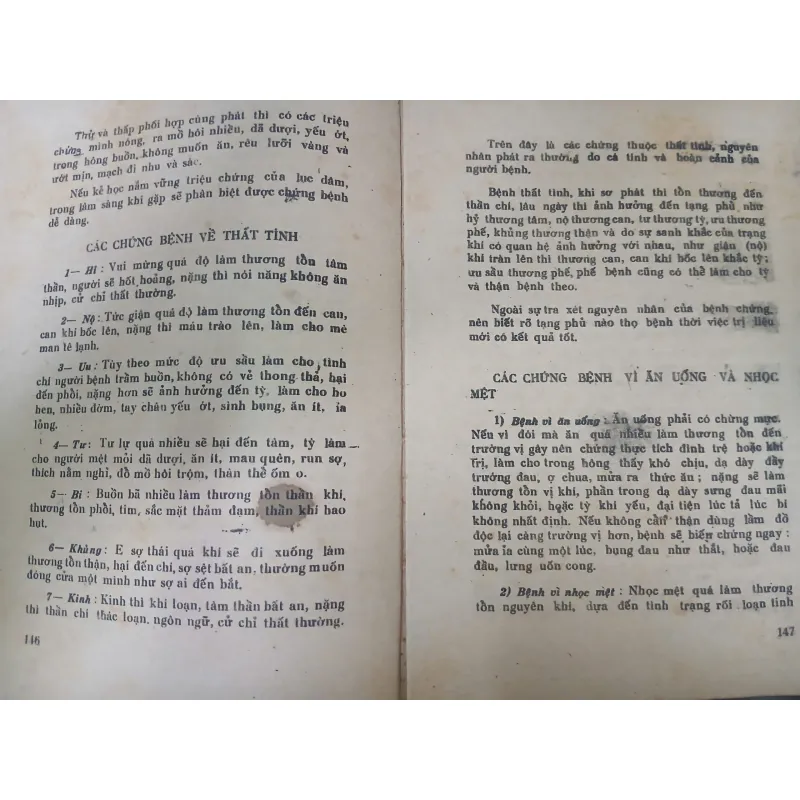 Thử và thấp phối hợp cùng phát thì có các triệu
chứng mình nóng, ra mồ hôi nhiều, dã dượi, yếu ớt,
trong hông buồn, không muốn ăn, rêu lưỡi vàng và
ướt mịn, mạch đi nhu và sác.
Nếu kẻ học nắm vững triệu chứng của lục dâm,
trong lâm sàng khi gặp sẽ phân biệt được chứng bệnh
dễ dàng.
CÁC CHỨNG BỆNH VỀ THẤT TÌNH
1— Hỉ : Vui mừng quá độ làm thương tổn tâm
thần, người sẽ hốt hoảng, nặng thì nói năng không ăn
nhịp, cử chỉ thất thường.
2— Nộ : Tức giận quá độ làm thương tổn đến can,
can khí bốc lên, nặng thì máu trào lên, làm cho mê
man lê lạnh.
3— Ưu : Tùy theo mức độ ưu sầu làm cho tình
chí người bệnh trầm buồn, không có vẻ thong thả, hại
đến phổi, nặng hơn sẽ ảnh hưởng đến tỳ, làm cho ho
hen, nhiều đờm, tay chân yếu ớt, sình bụng, ăn ít, ỉa
lỏng.
4— Tư : Tư lự quá nhiều sẽ hại đến tâm, tỳ làm
cho người mệt mỏi dã dượi, ăn ít, mau quên, run sợ,
thích nằm nghỉ, đổ mồ hôi trộm, thân thể ốm o.
5— Bi : Buồn bã nhiều làm thương tổn thần khí,
thương tổn phổi, tim, sắc mặt thảm đạm, thần khí hao
hụt.
6— Khủng : E sợ thái quá khí sẽ đi xuống làm
thương tổn thận, hại đến chí, sợ sệt bất an, thường muốn
đóng cửa một mình như sợ ai đến bắt.
7— Kinh : Kinh thì khí loạn, tâm thần bất an, nặng
thì thần chí thác loạn, ngôn ngữ, cử chỉ thất thường.
146
Trên đây là các chứng thuộc thất tình, nguyên
nhân phát ra thường do cá tính và hoàn cảnh của
người bệnh.
Bệnh thất tình, khi sơ phát thì tổn thương đến
thần chí, lâu ngày thì ảnh hưởng đến tạng phủ, như
hỷ thương tâm, nộ thương can, tư thương tỳ, ưu thương
phế, khủng thương thận và do sự sanh khắc của trạng
khí có quan hệ ảnh hưởng với nhau, như giận (nộ)
khí tràn lên thì thương can, can khí bốc lên khắc tỳ;
ưu sầu thương phế, phế bệnh cũng có thể làm cho tỳ
và thận bệnh theo.
Ngoài sự tra xét nguyên nhân của bệnh chứng,
nên biết rõ tạng phủ nào thọ bệnh thời việc trị liệu
mới có kết quả tốt.
CÁC CHỨNG BỆNH VÌ ĂN UỐNG VÀ NHỌC
MỆT
1) Bệnh vì ăn uống : Ăn uống phải có chừng mực.
Nếu vì đói mà ăn quá nhiều làm thương tổn đến
trường vị gây nên chứng thực tích đình trệ hoặc khí
trị, làm cho trong hông thấy khó chịu, dạ dày đầy
trướng đau, ợ chua, mửa ra thức ăn ; nặng sẽ làm
thương tổn vị khí, phần trong dạ dày sưng đau mãi
không khỏi, hoặc tỳ khí yếu, đại tiện lúc tả lúc bí
không nhất định. Nếu không cẩn thận dùng lầm đồ
độc lại càng trường vị hơn, bệnh sẽ biến chứng ngay :
mửa ỉa cùng một lúc, bụng đau như thắt, hoặc đau
đầu, lưng uốn cong.
2) Bệnh vì nhọc mệt : Nhọc mệt quá làm thương
tổn nguyên khí, đưa đến tình trạng rối loạn tinh
147